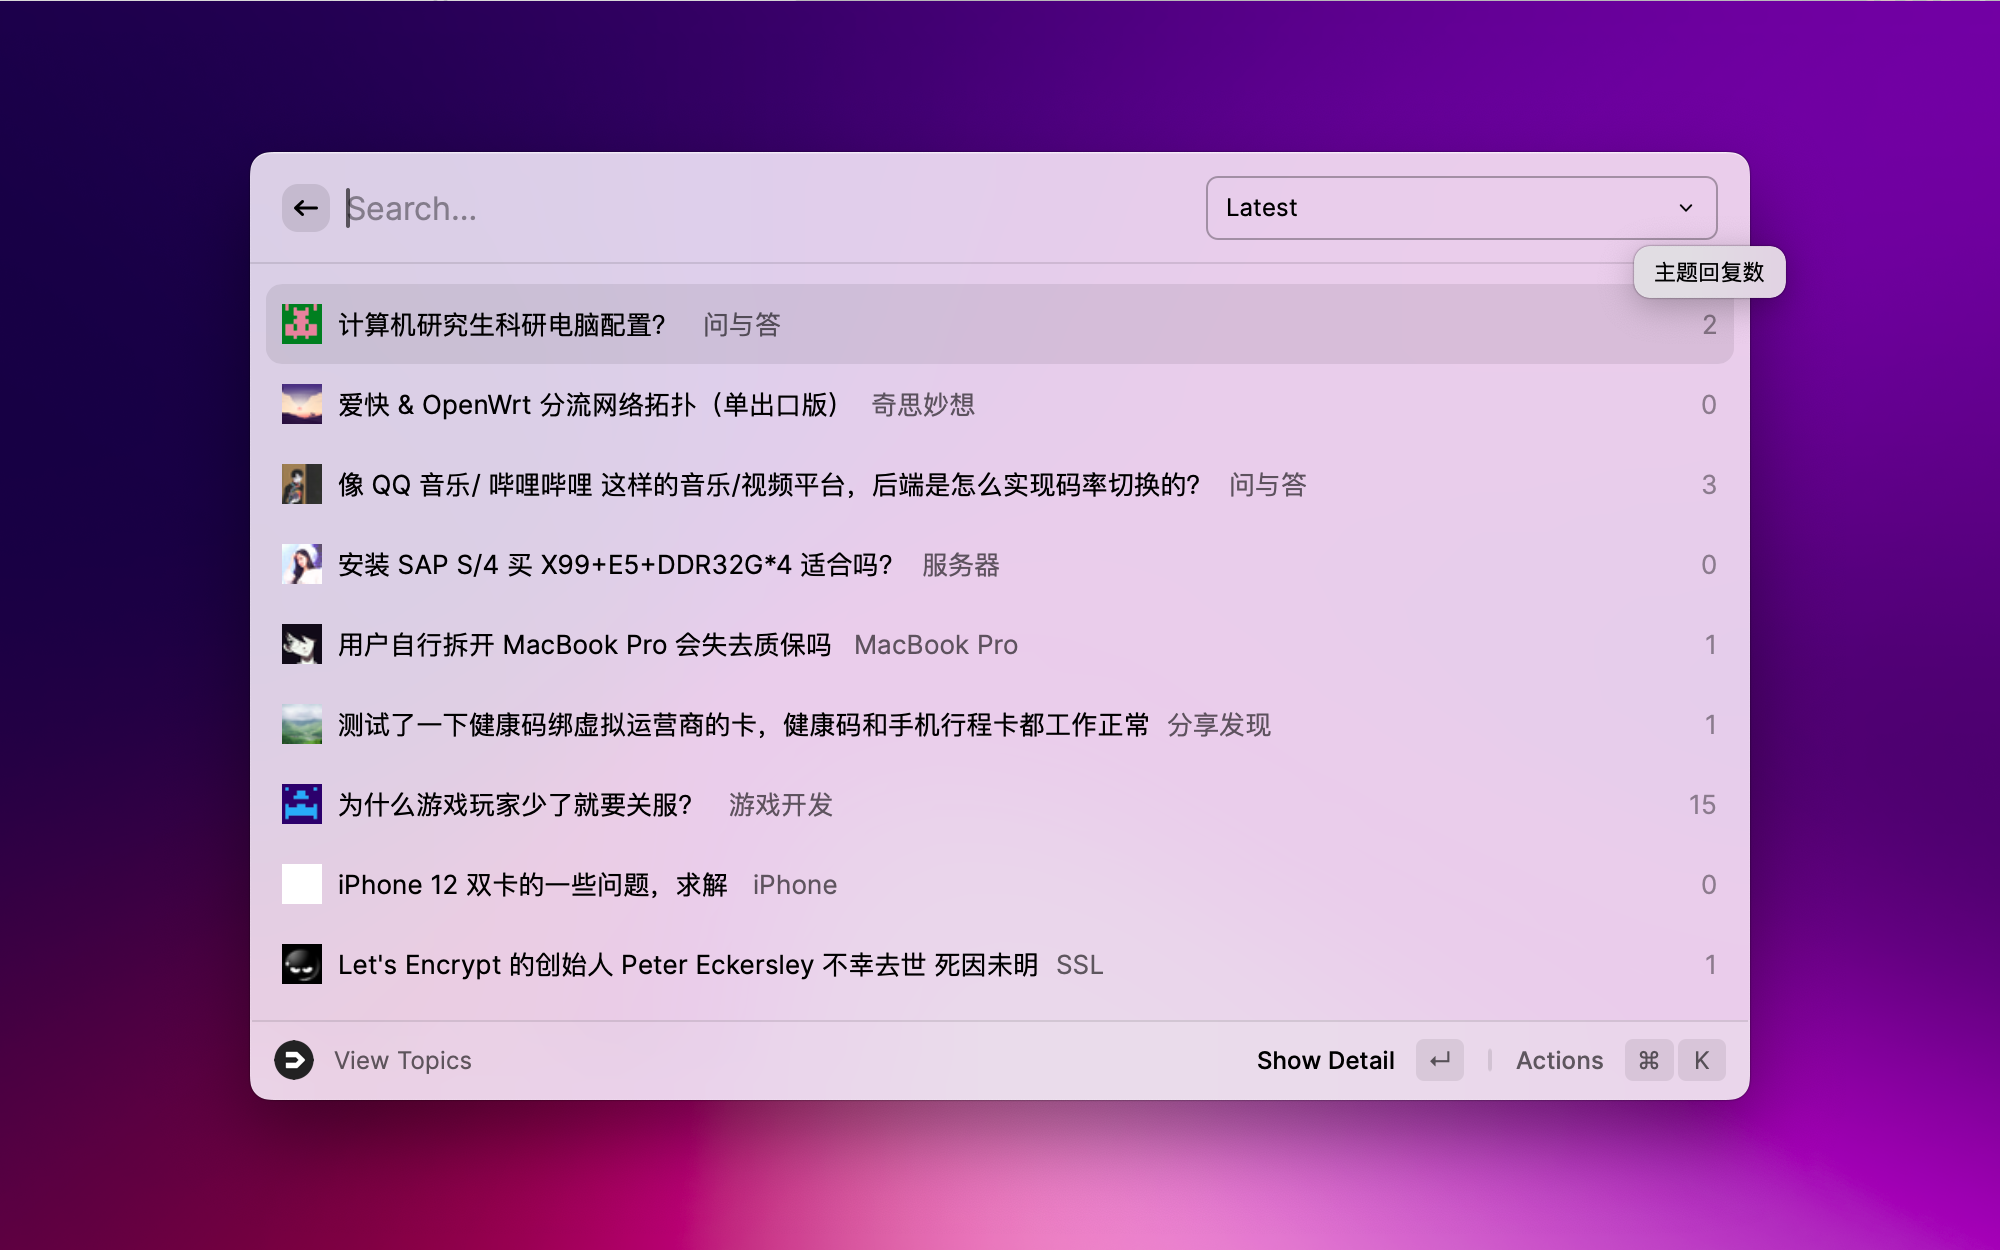 Search...
Latest
主题回复数
计算机研究生科研电脑配置？ 问与答 2
爱快 & OpenWrt 分流网络拓扑（单出口版） 奇思妙想 0
像 QQ 音乐/ 哔哩哔哩 这样的音乐/视频平台，后端是怎么实现码率切换的？ 问与答 3
安装 SAP S/4 买 X99+E5+DDR32G*4 适合吗？ 服务器 0
用户自行拆开 MacBook Pro 会失去质保吗 MacBook Pro 1
测试了一下健康码绑虚拟运营商的卡，健康码和手机行程卡都工作正常 分享发现 1
为什么游戏玩家少了就要关服？ 游戏开发 15
iPhone 12 双卡的一些问题，求解 iPhone 0
Let's Encrypt 的创始人 Peter Eckersley 不幸去世 死因未明 SSL 1
View Topics Show Detail ↵ Actions ⌘ K